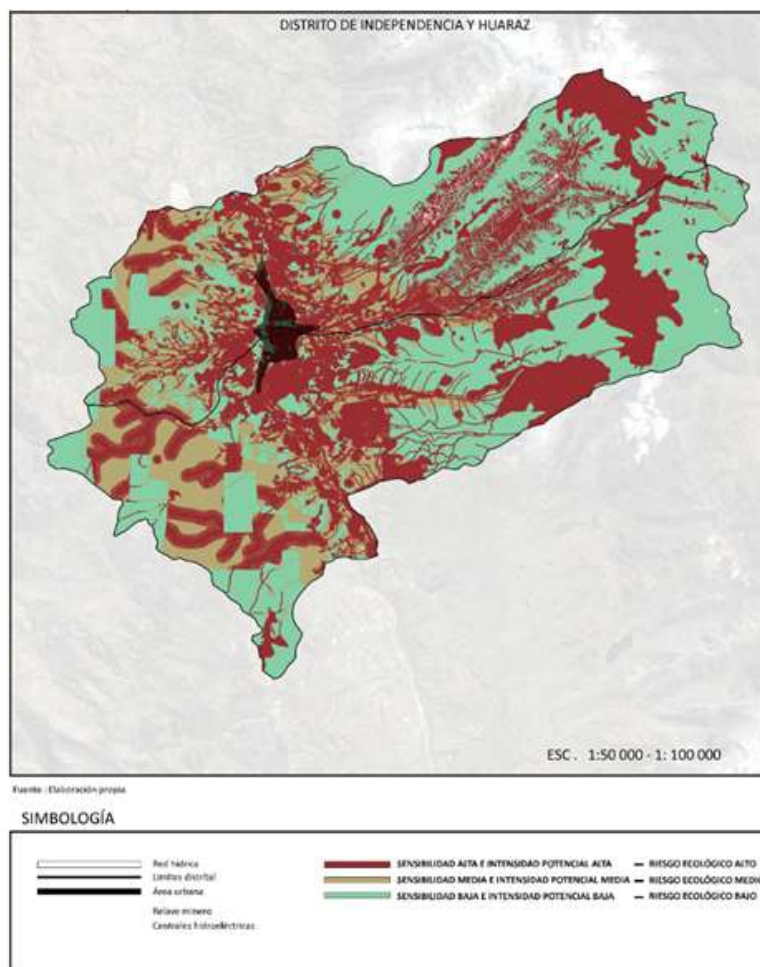 DISTRITO DE INDEPENDENCIA Y HUARAZ
ESC . 1:50 000 - 1: 100 000
Fuente : Elaboración propia
SIMBOLOGÍA
Red hídrica
Limites distrital
Área urbana
Relave minero
Centrales hidroeléctricas
SENSIBILIDAD ALTA E INTENSIDAD POTENCIAL ALTA — RIESGO ECOLÓGICO ALTO
SENSIBILIDAD MEDIA E INTENSIDAD POTENCIAL MEDIA — RIESGO ECOLÓGICO MEDI
SENSIBILIDAD BAJA E INTENSIDAD POTENCIAL BAJA — RIESGO ECOLÓGICO BAJO